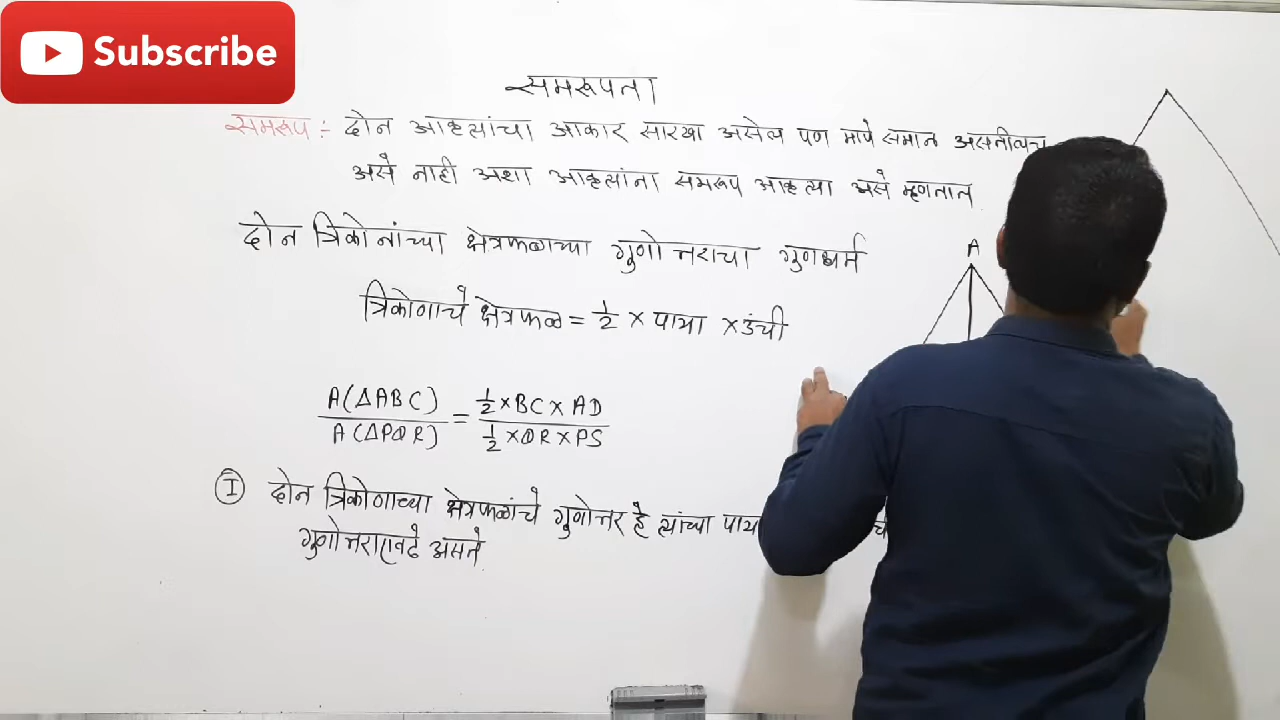 Subscribe
समरूपता
समरूप :- दोन आकृत्यांचा आकार सारखा असेल पण मापे समान असतीलच
असे नाही अशा आकृत्यांना समरूप आकृत्या असे म्हणतात
दोन त्रिकोनांच्या क्षेत्रफळाच्या गुणोत्तराचा गुणधर्म
त्रिकोणाचे क्षेत्रफळ = 1/2 × पाया × उंची
A
A(ΔABC) / A(ΔPQR) = 1/2 × BC × AD / 1/2 × QR × PS
I दोन त्रिकोणाच्या क्षेत्रफळांचे गुणोत्तर हे त्यांच्या
गुणोत्तराएवढे असते.